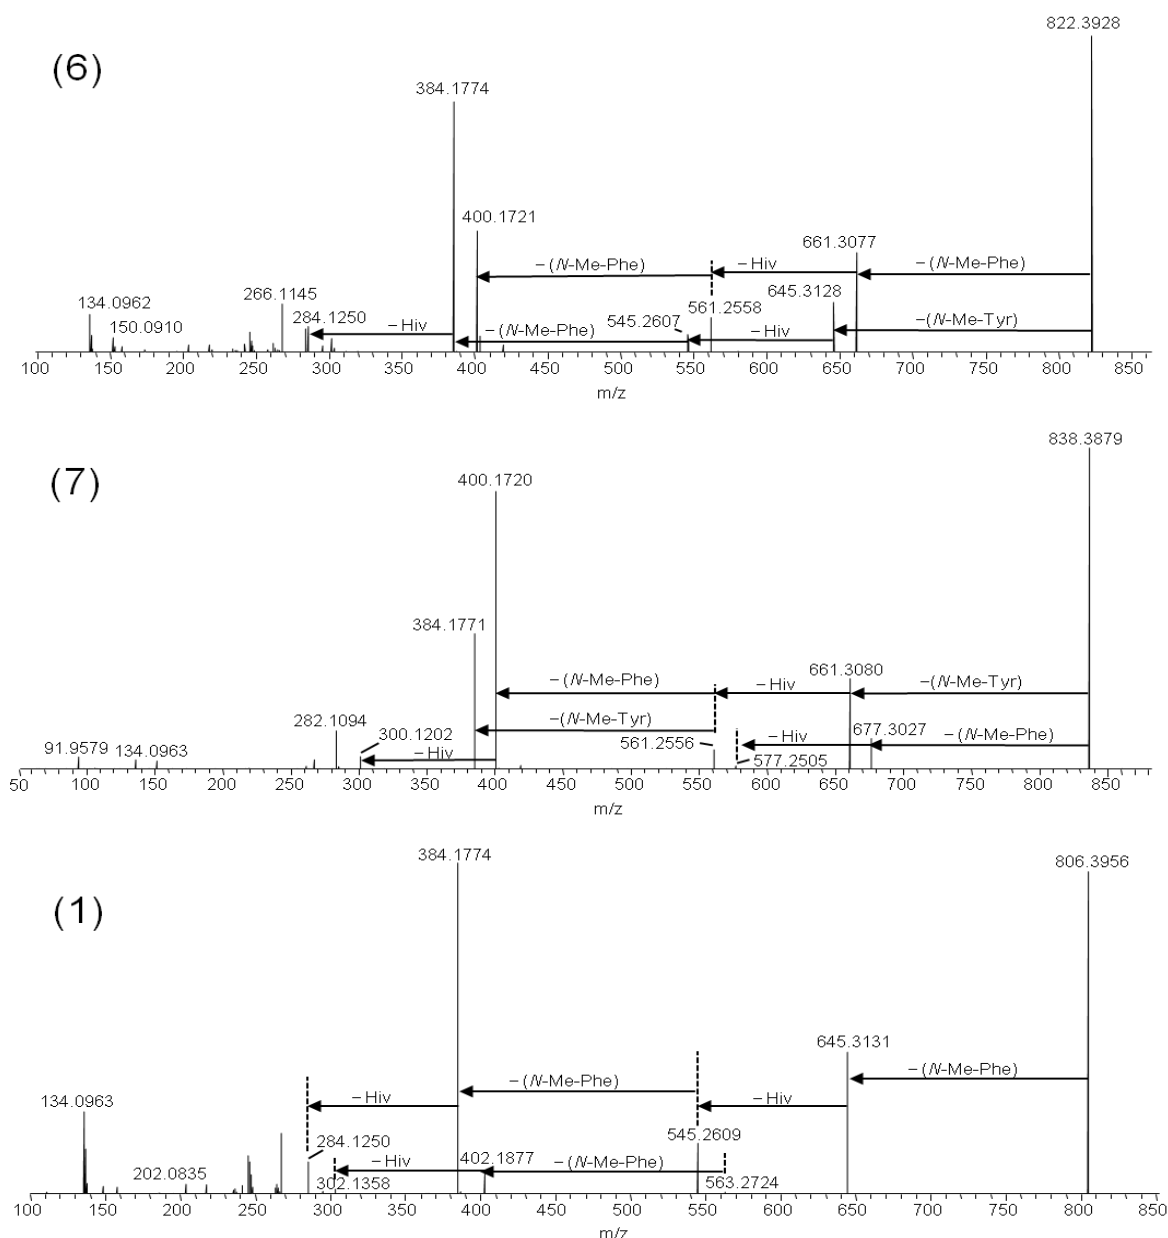 (6)
822.3928
384.1774
400.1721
661.3077
– (N-Me-Phe)
– Hiv
– (N-Me-Phe)
134.0962
266.1145
645.3128
150.0910
284.1250
– Hiv
– (N-Me-Phe)
545.2607
561.2558
– Hiv
– (N-Me-Tyr)
100 150 200 250 300 350 400 450 500 550 600 650 700 750 800 850
m/z
(7)
838.3879
400.1720
384.1771
– (N-Me-Phe)
– Hiv
661.3080
– (N-Me-Tyr)
282.1094
300.1202
– (N-Me-Tyr)
677.3027
91.9579
134.0963
– Hiv
561.2556
– Hiv
– (N-Me-Phe)
577.2505
50 100 150 200 250 300 350 400 450 500 550 600 650 700 750 800 850
m/z
(1)
384.1774
806.3956
645.3131
– (N-Me-Phe)
– (N-Me-Phe)
– Hiv
– Hiv
134.0963
284.1250
545.2609
202.0835
– Hiv
402.1877
– (N-Me-Phe)
302.1358
563.2724
100 150 200 250 300 350 400 450 500 550 600 650 700 750 800 850
m/z